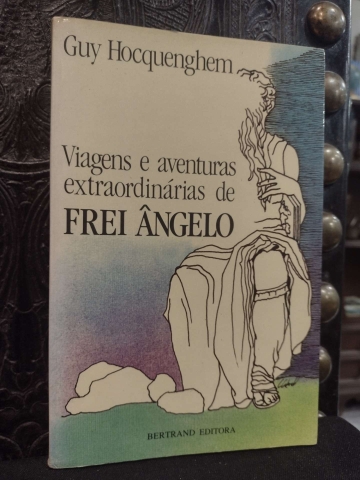 Guy Hocquenghem
Viagens e aventuras
extraordinárias de
FREI ÂNGELO
BERTRAND EDITORA